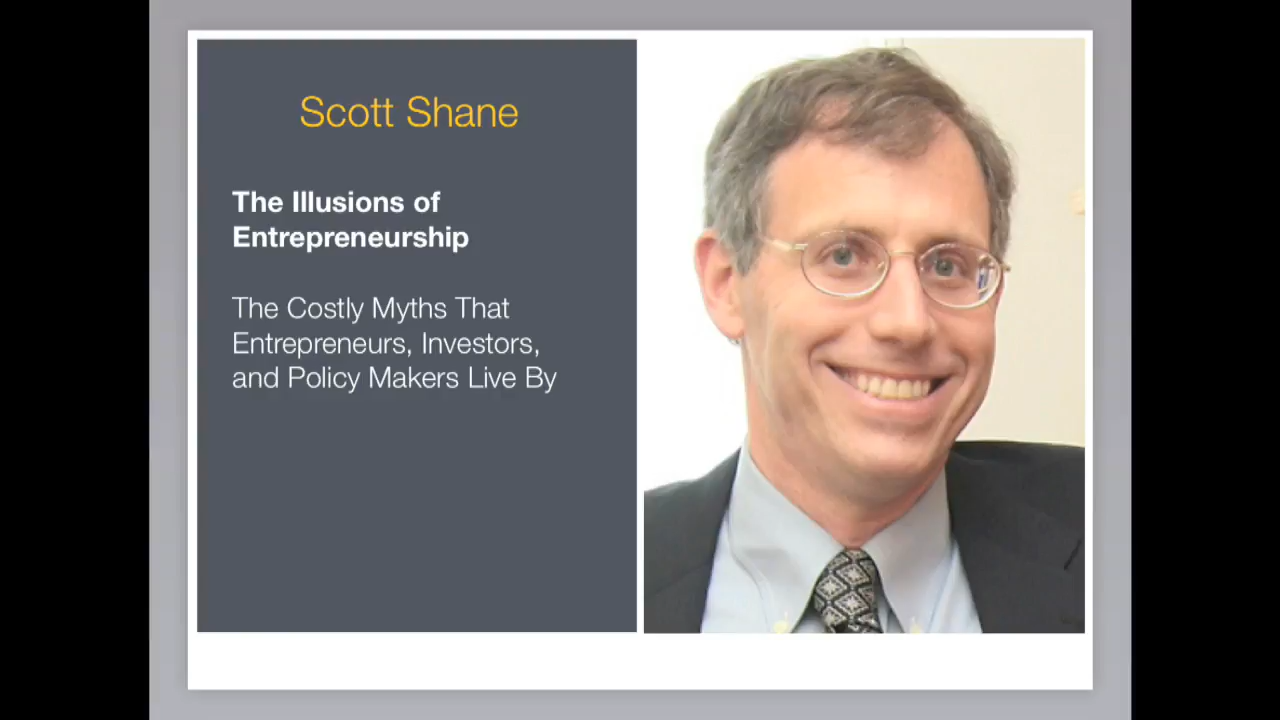 Scott Shane
The Illusions of
Entrepreneurship
The Costly Myths That
Entrepreneurs, Investors,
and Policy Makers Live By